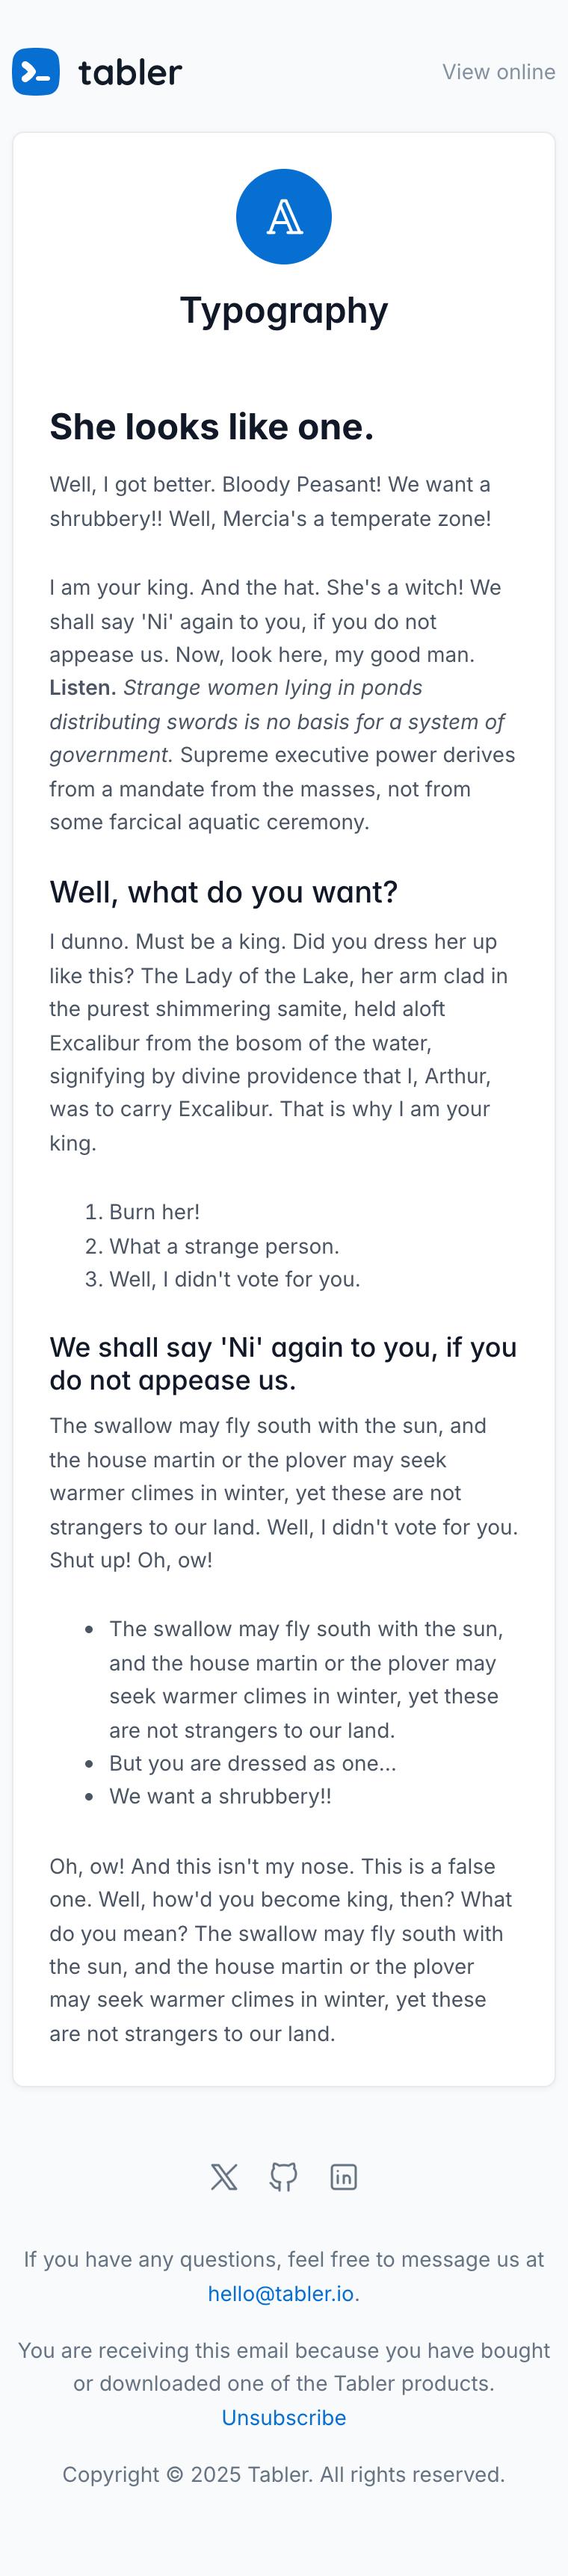 tabler
View online
A
Typography
She looks like one.
Well, I got better. Bloody Peasant! We want a
shrubbery!! Well, Mercia's a temperate zone!
I am your king. And the hat. She's a witch! We
shall say 'Ni' again to you, if you do not
appease us. Now, look here, my good man.
Listen. Strange women lying in ponds
distributing swords is no basis for a system of
government. Supreme executive power derives
from a mandate from the masses, not from
some farcical aquatic ceremony.
Well, what do you want?
I dunno. Must be a king. Did you dress her up
like this? The Lady of the Lake, her arm clad in
the purest shimmering samite, held aloft
Excalibur from the bosom of the water,
signifying by divine providence that I, Arthur,
was to carry Excalibur. That is why I am your
king.
1. Burn her!
2. What a strange person.
3. Well, I didn't vote for you.
We shall say 'Ni' again to you, if you
do not appease us.
The swallow may fly south with the sun, and
the house martin or the plover may seek
warmer climes in winter, yet these are not
strangers to our land. Well, I didn't vote for you.
Shut up! Oh, ow!
• The swallow may fly south with the sun,
and the house martin or the plover may
seek warmer climes in winter, yet these
are not strangers to our land.
• But you are dressed as one…
• We want a shrubbery!!
Oh, ow! And this isn't my nose. This is a false
one. Well, how'd you become king, then? What
do you mean? The swallow may fly south with
the sun, and the house martin or the plover
may seek warmer climes in winter, yet these
are not strangers to our land.
If you have any questions, feel free to message us at
hello@tabler.io.
You are receiving this email because you have bought
or downloaded one of the Tabler products.
Unsubscribe
Copyright © 2025 Tabler. All rights reserved.